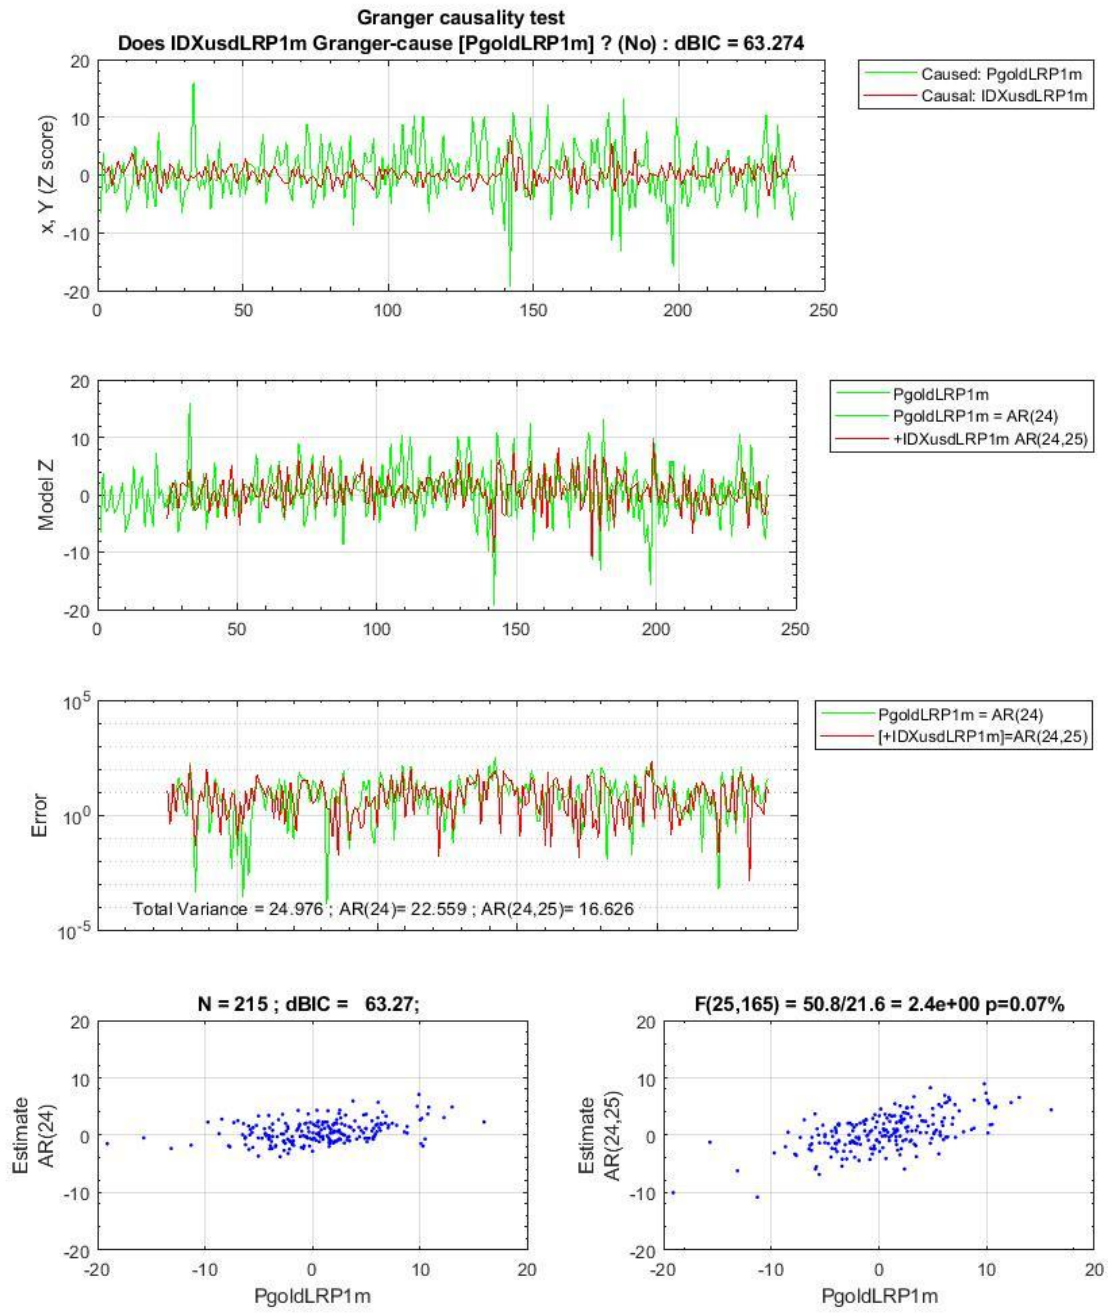 Granger causality test
Does IDXusdLRP1m Granger-cause [PgoldLRP1m] ? (No) : dBIC = 63.274
x, Y (Z score)
20
10
0
-10
-20
0
50
100
150
200
250
Caused: PgoldLRP1m
Causal: IDXusdLRP1m
Model Z
20
10
0
-10
-20
0
50
100
150
200
250
PgoldLRP1m
PgoldLRP1m = AR(24)
+IDXusdLRP1m AR(24,25)
Error
10^5
10^0
10^-5
Total Variance = 24.976 ; AR(24)= 22.559 ; AR(24,25)= 16.626
PgoldLRP1m = AR(24)
[+IDXusdLRP1m]=AR(24,25)
N = 215 ; dBIC = 63.27;
Estimate
AR(24)
20
10
0
-10
-20
-20
-10
0
10
20
PgoldLRP1m
F(25,165) = 50.8/21.6 = 2.4e+00 p=0.07%
Estimate
AR(24,25)
20
10
0
-10
-20
-20
-10
0
10
20
PgoldLRP1m